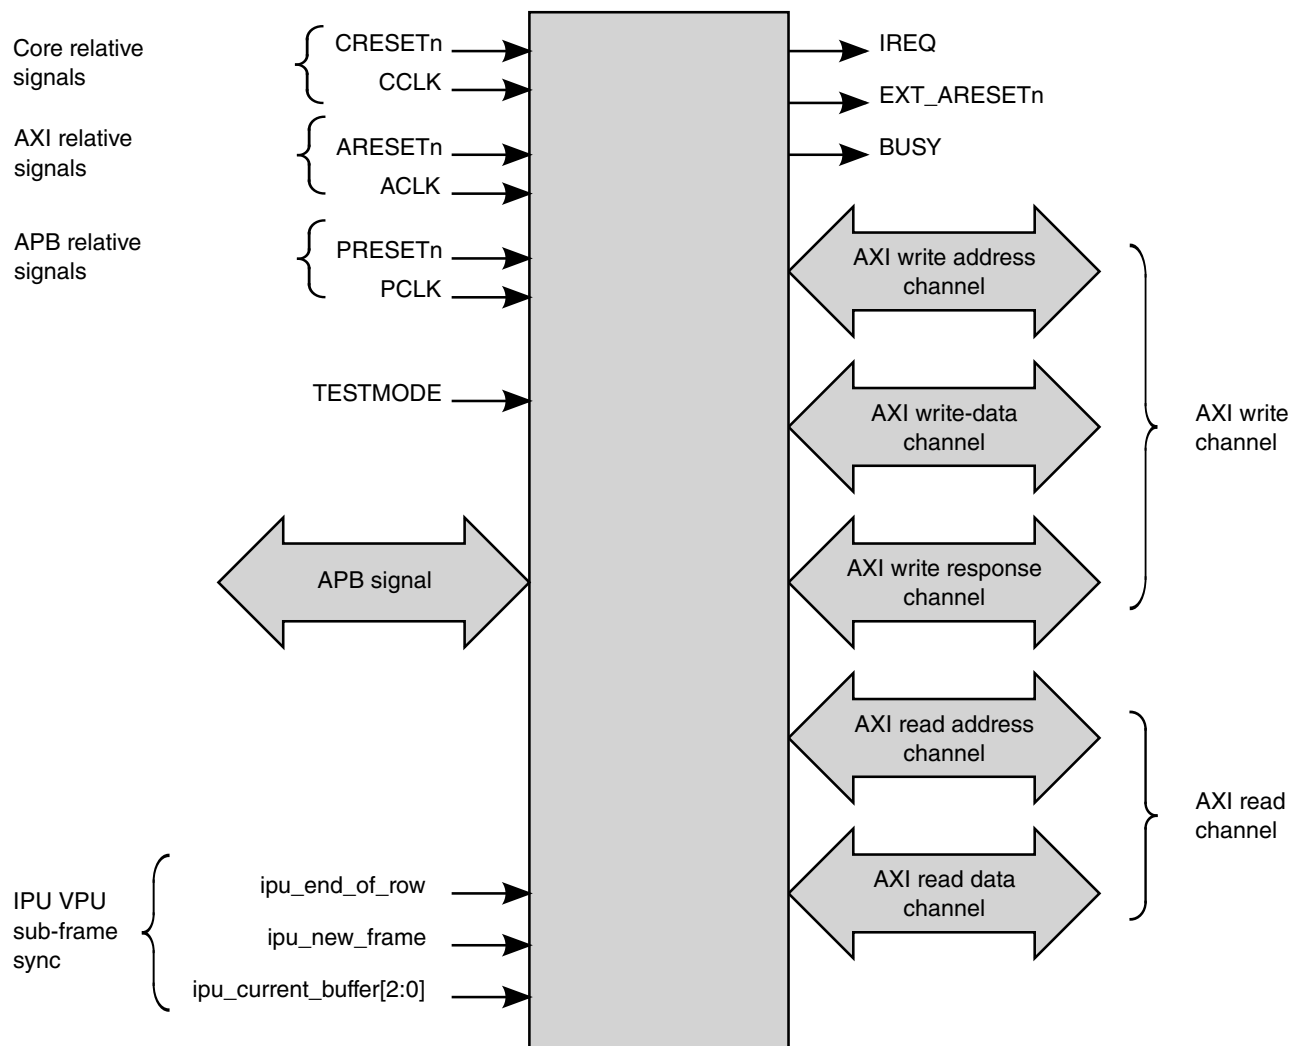 Core relative
signals
CRESETn
CCLK
AXI relative
signals
ARESETn
ACLK
APB relative
signals
PRESETn
PCLK
TESTMODE
APB signal
IPU VPU
sub-frame
sync
ipu_end_of_row
ipu_new_frame
ipu_current_buffer[2:0]
IREQ
EXT_ARESETn
BUSY
AXI write address
channel
AXI write-data
channel
AXI write response
channel
AXI write
channel
AXI read address
channel
AXI read data
channel
AXI read
channel